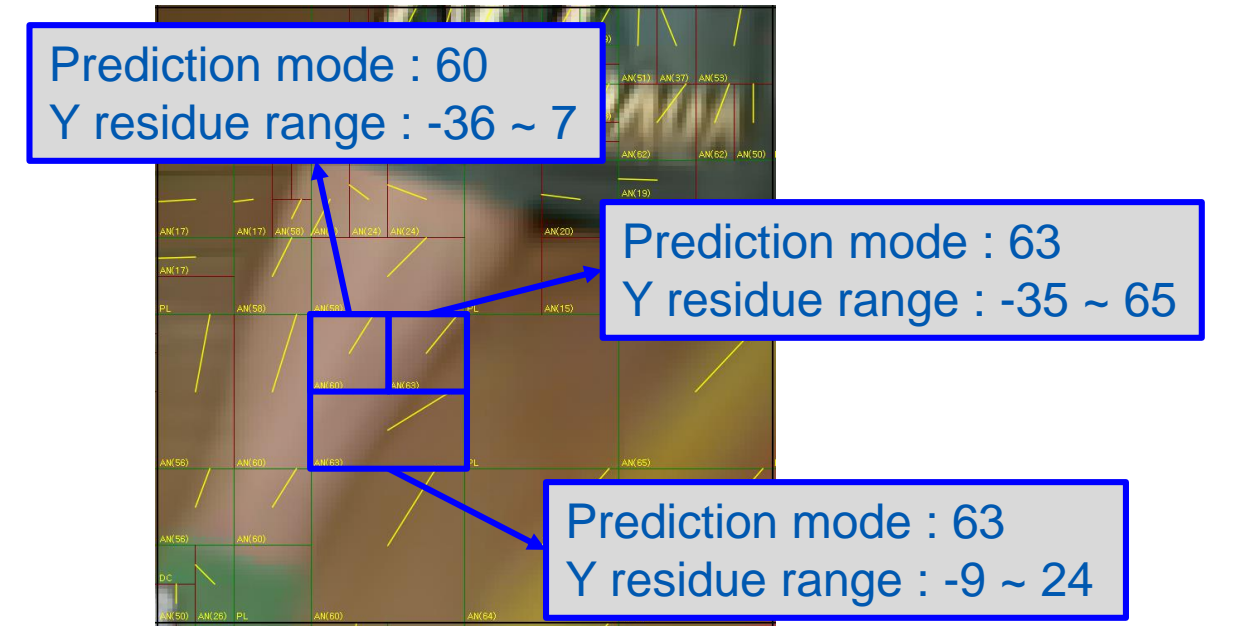 Prediction mode : 60
Y residue range : -36 ~ 7
AN(51) AN(37) AN(53)
AN(62) AN(62) AN(50)
AN(19)
AN(17) AN(17) AN(58) AN(24) AN(24) AN(20)
Prediction mode : 63
Y residue range : -35 ~ 65
AN(17)
PL AN(58) AN(58) PL AN(15)
AN(60) AN(63)
AN(56) AN(60) AN(63) PL AN(65)
Prediction mode : 63
Y residue range : -9 ~ 24
AN(56) AN(60)
DC
AN(50) AN(26) PL AN(60) AN(64)